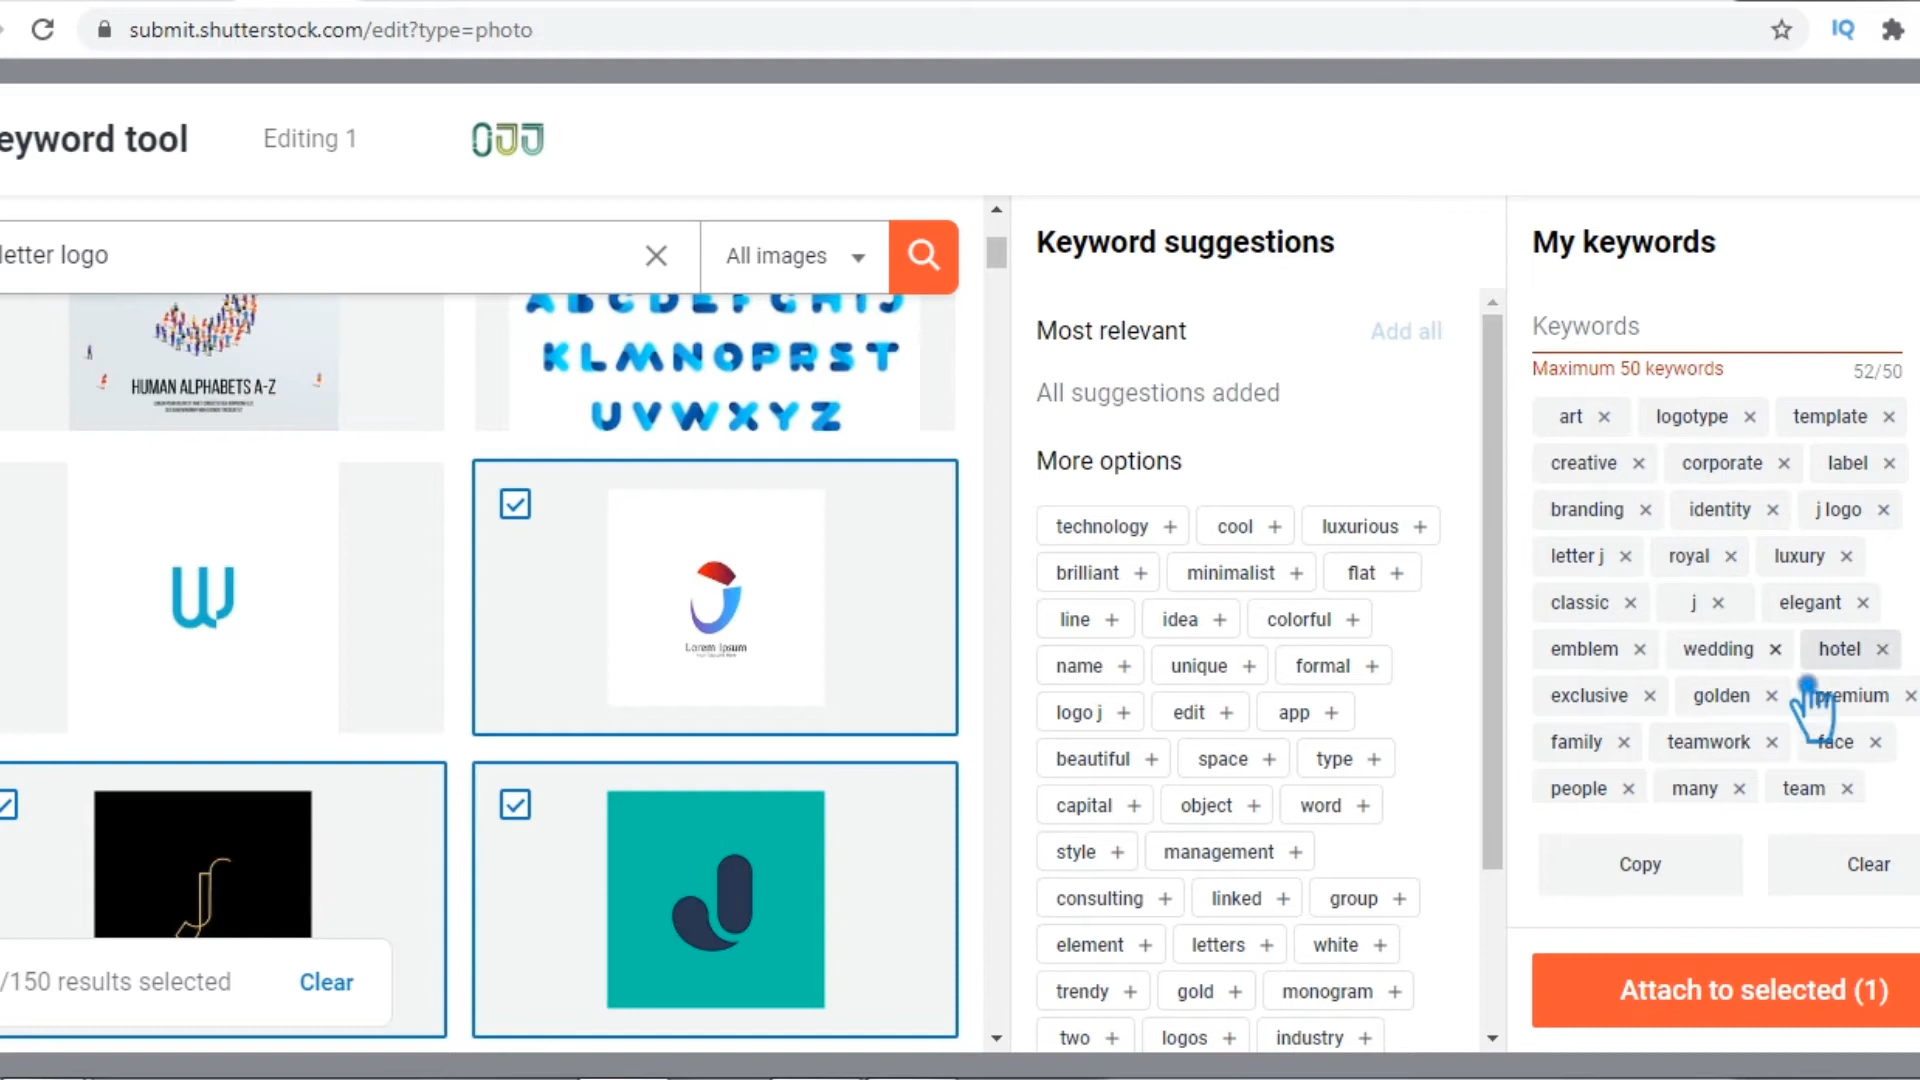 submit.shutterstock.com/edit?type=photo
IQ
eyword tool
Editing 1
letter logo
All images
HUMAN ALPHABETS A-Z
A B C D E F G H I J
K L M N O P R S T
U V W X Y Z
Lorem Ipsum
/150 results selected
Clear
Keyword suggestions
Most relevant
Add all
All suggestions added
More options
technology + cool + luxurious +
brilliant + minimalist + flat +
line + idea + colorful +
name + unique + formal +
logo j + edit + app +
beautiful + space + type +
capital + object + word +
style + management +
consulting + linked + group +
element + letters + white +
trendy + gold + monogram +
two + logos + industry +
My keywords
Keywords
Maximum 50 keywords
52/50
art × logotype × template ×
creative × corporate × label ×
branding × identity × j logo ×
letter j × royal × luxury ×
classic × j × elegant ×
emblem × wedding × hotel ×
exclusive × golden × premium ×
family × teamwork × face ×
people × many × team ×
Copy
Clear
Attach to selected (1)